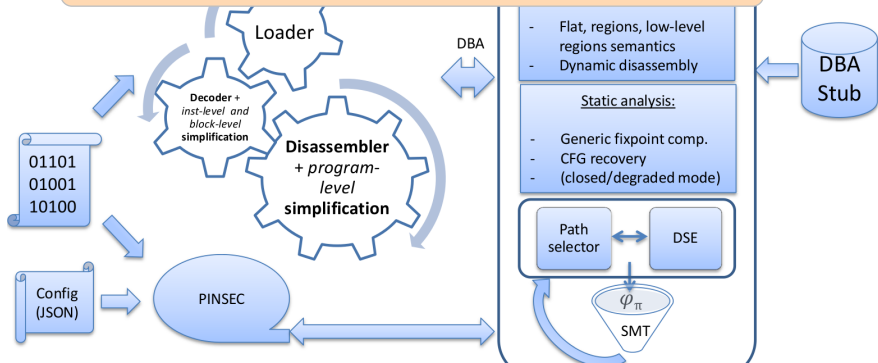 Loader
Decoder +
inst-level and
block-level
simplification
Disassembler
+ program-
level
simplification
01101
01001
10100
Config
(JSON)
PINSEC
DBA
- Flat, regions, low-level
regions semantics
- Dynamic disassembly
Static analysis:
- Generic fixpoint comp.
- CFG recovery
- (closed/degraded mode)
Path
selector
DSE
φπ
SMT
DBA
Stub